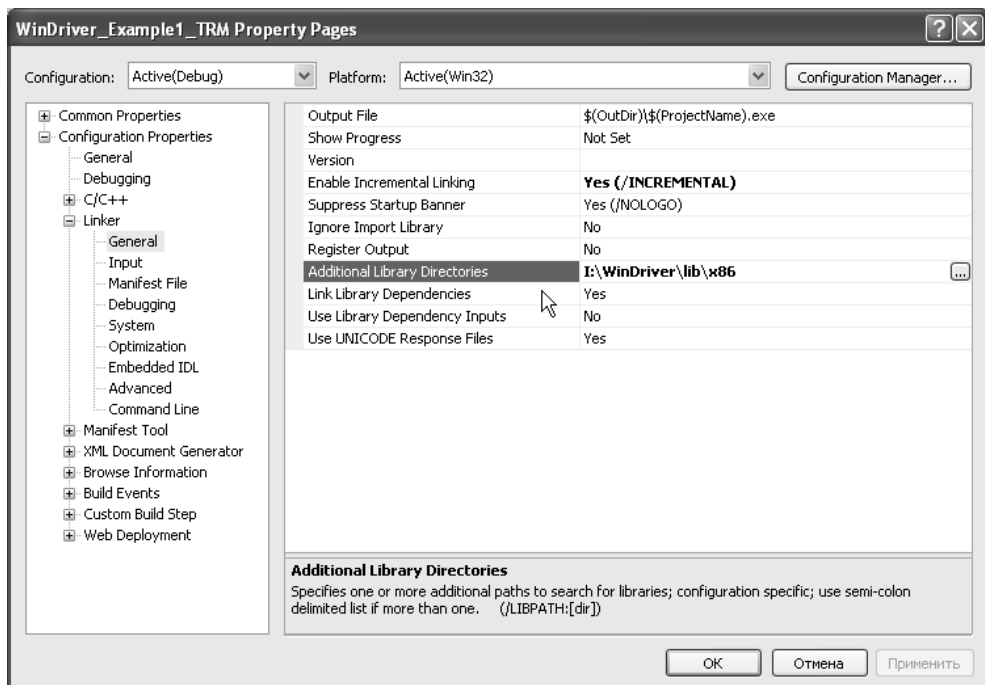 WinDriver_Example1_TRM Property Pages
Configuration: Active(Debug) Platform: Active(Win32) Configuration Manager...
Common Properties
Configuration Properties
General
Debugging
C/C++
Linker
General
Input
Manifest File
Debugging
System
Optimization
Embedded IDL
Advanced
Command Line
Manifest Tool
XML Document Generator
Browse Information
Build Events
Custom Build Step
Web Deployment
Output File $(OutDir)\$(ProjectName).exe
Show Progress Not Set
Version
Enable Incremental Linking Yes (/INCREMENTAL)
Suppress Startup Banner Yes (/NOLOGO)
Ignore Import Library No
Register Output No
Additional Library Directories I:\WinDriver\lib\x86 ...
Link Library Dependencies Yes
Use Library Dependency Inputs No
Use UNICODE Response Files Yes
Additional Library Directories
Specifies one or more additional paths to search for libraries; configuration specific; use semi-colon
delimited list if more than one. (/LIBPATH:[dir])
OK Отмена Применить